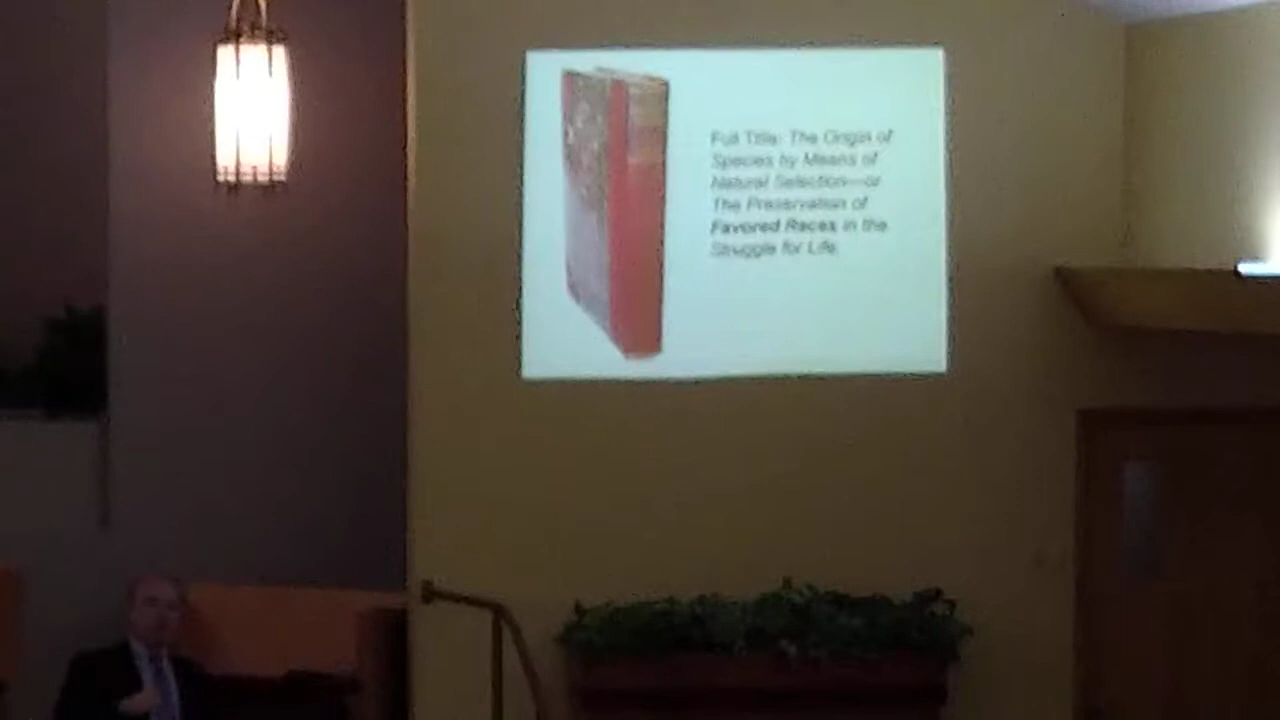 Full Title: The Origin of
Species by Means of
Natural Selection—or
The Preservation of
Favored Races in the
Struggle for Life.